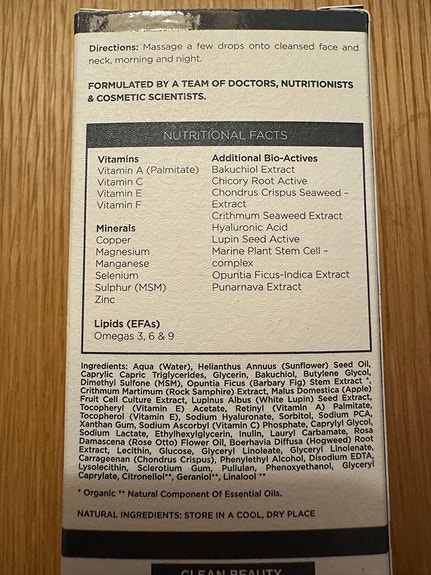 Directions: Massage a few drops onto cleansed face and
neck, morning and night.
FORMULATED BY A TEAM OF DOCTORS, NUTRITIONISTS
& COSMETIC SCIENTISTS.
NUTRITIONAL FACTS
Vitamins
Vitamin A (Palmitate)
Vitamin C
Vitamin E
Vitamin F
Minerals
Copper
Magnesium
Manganese
Selenium
Sulphur (MSM)
Zinc
Lipids (EFAs)
Omegas 3, 6 & 9
Additional Bio-Actives
Bakuchiol Extract
Chicory Root Active
Chondrus Crispus Seaweed –
Extract
Crithmum Seaweed Extract
Hyaluronic Acid
Lupin Seed Active
Marine Plant Stem Cell –
complex
Opuntia Ficus-Indica Extract
Punarnava Extract
Ingredients: Aqua (Water), Helianthus Annuus (Sunflower) Seed Oil,
Caprylic Capric Triglycerides, Glycerin, Bakuchiol, Butylene Glycol,
Dimethyl Sulfone (MSM), Opuntia Ficus (Barbary Fig) Stem Extract *,
Crithmum Martimum (Rock Samphire) Extract, Malus Domestica (Apple)
Fruit Cell Culture Extract, Lupinus Albus (White Lupin) Seed Extract,
Tocopheryl (Vitamin E) Acetate, Retinyl (Vitamin A) Palmitate,
Tocopherol (Vitamin E), Sodium Hyaluronate, Sorbitol, Sodium PCA,
Xanthan Gum, Sodium Ascorbyl (Vitamin C) Phosphate, Caprylyl Glycol,
Sodium Lactate, Ethylhexylglycerin, Inulin, Lauryl Carbamate, Rosa
Damascena (Rose Otto) Flower Oil, Boerhavia Diffusa (Hogweed) Root
Extract, Lecithin, Glucose, Glyceryl Linoleate, Glyceryl Linolenate,
Carrageenan (Chondrus Crispus), Phenylethyl Alcohol, Disodium EDTA,
Lysolecithin, Sclerotium Gum, Pullulan, Phenoxyethanol, Glyceryl
Caprylate, Citronellol**, Geraniol**, Linalool **
* Organic ** Natural Component Of Essential Oils.
NATURAL INGREDIENTS: STORE IN A COOL, DRY PLACE
CLEAN BEAUTY